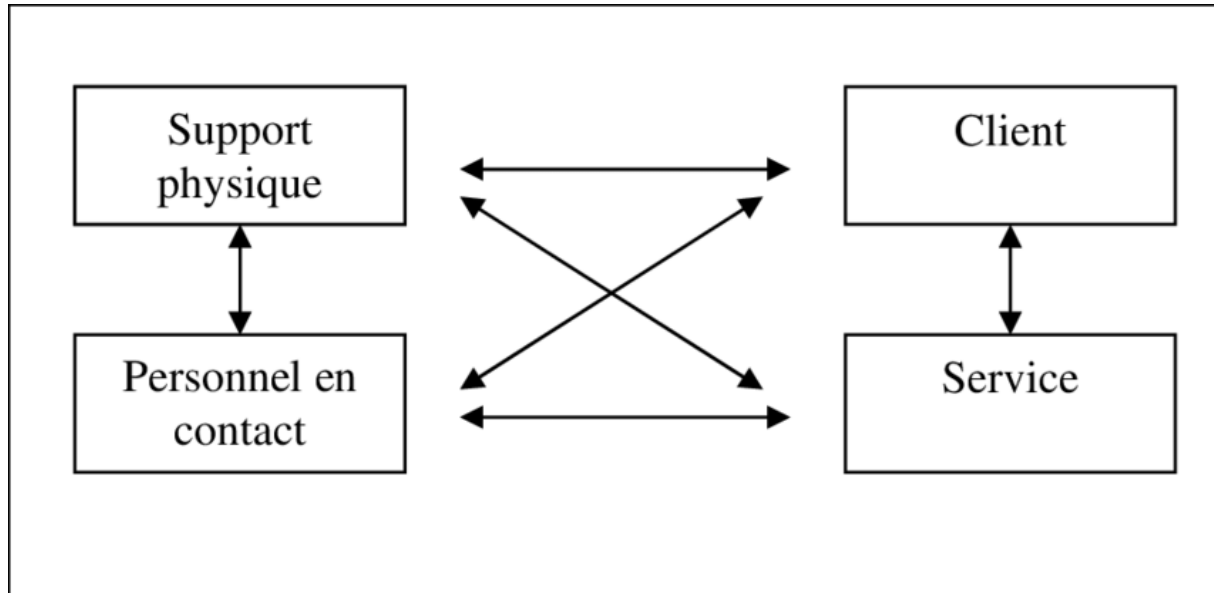 Support
physique
Client
Personnel en
contact
Service